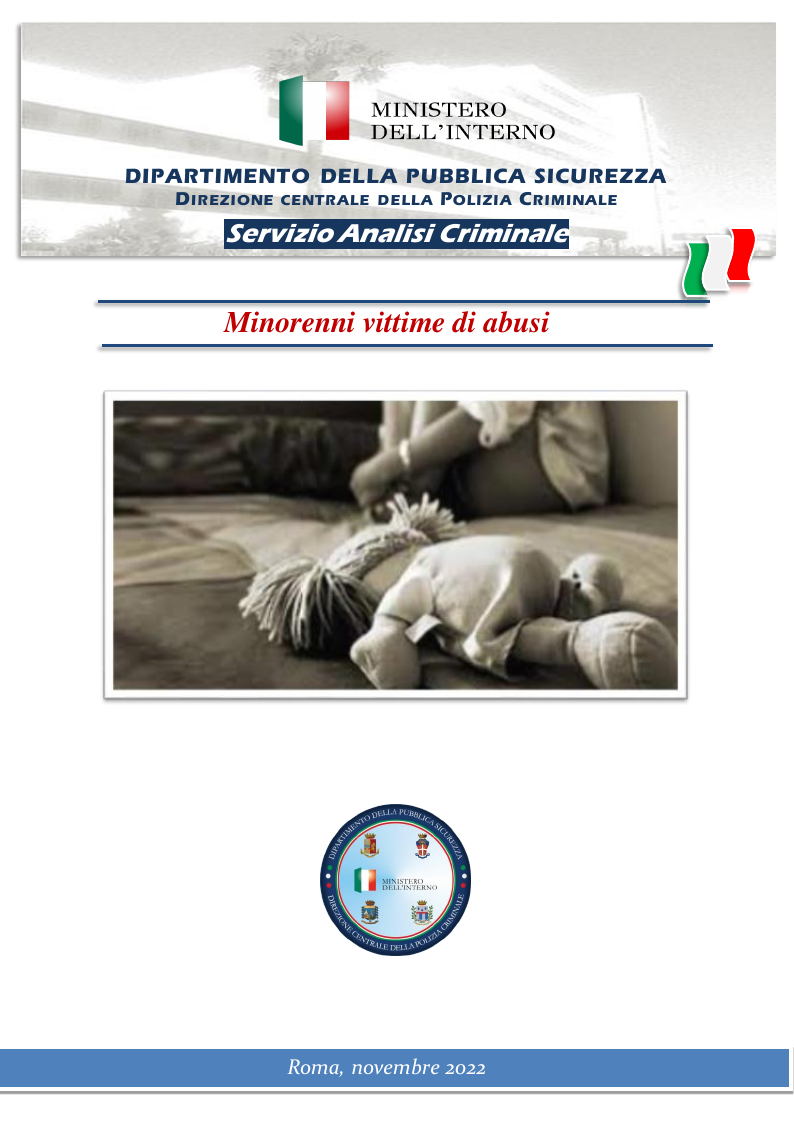 MINISTERO
DELL'INTERNO
DIPARTIMENTO DELLA PUBBLICA SICUREZZA
DIREZIONE CENTRALE DELLA POLIZIA CRIMINALE
Servizio Analisi Criminale
Minorenni vittime di abusi
DIPARTIMENTO DELLA PUBBLICA SICUREZZA
MINISTERO
DELL'INTERNO
DIREZIONE CENTRALE DELLA POLIZIA CRIMINALE
Roma, novembre 2022